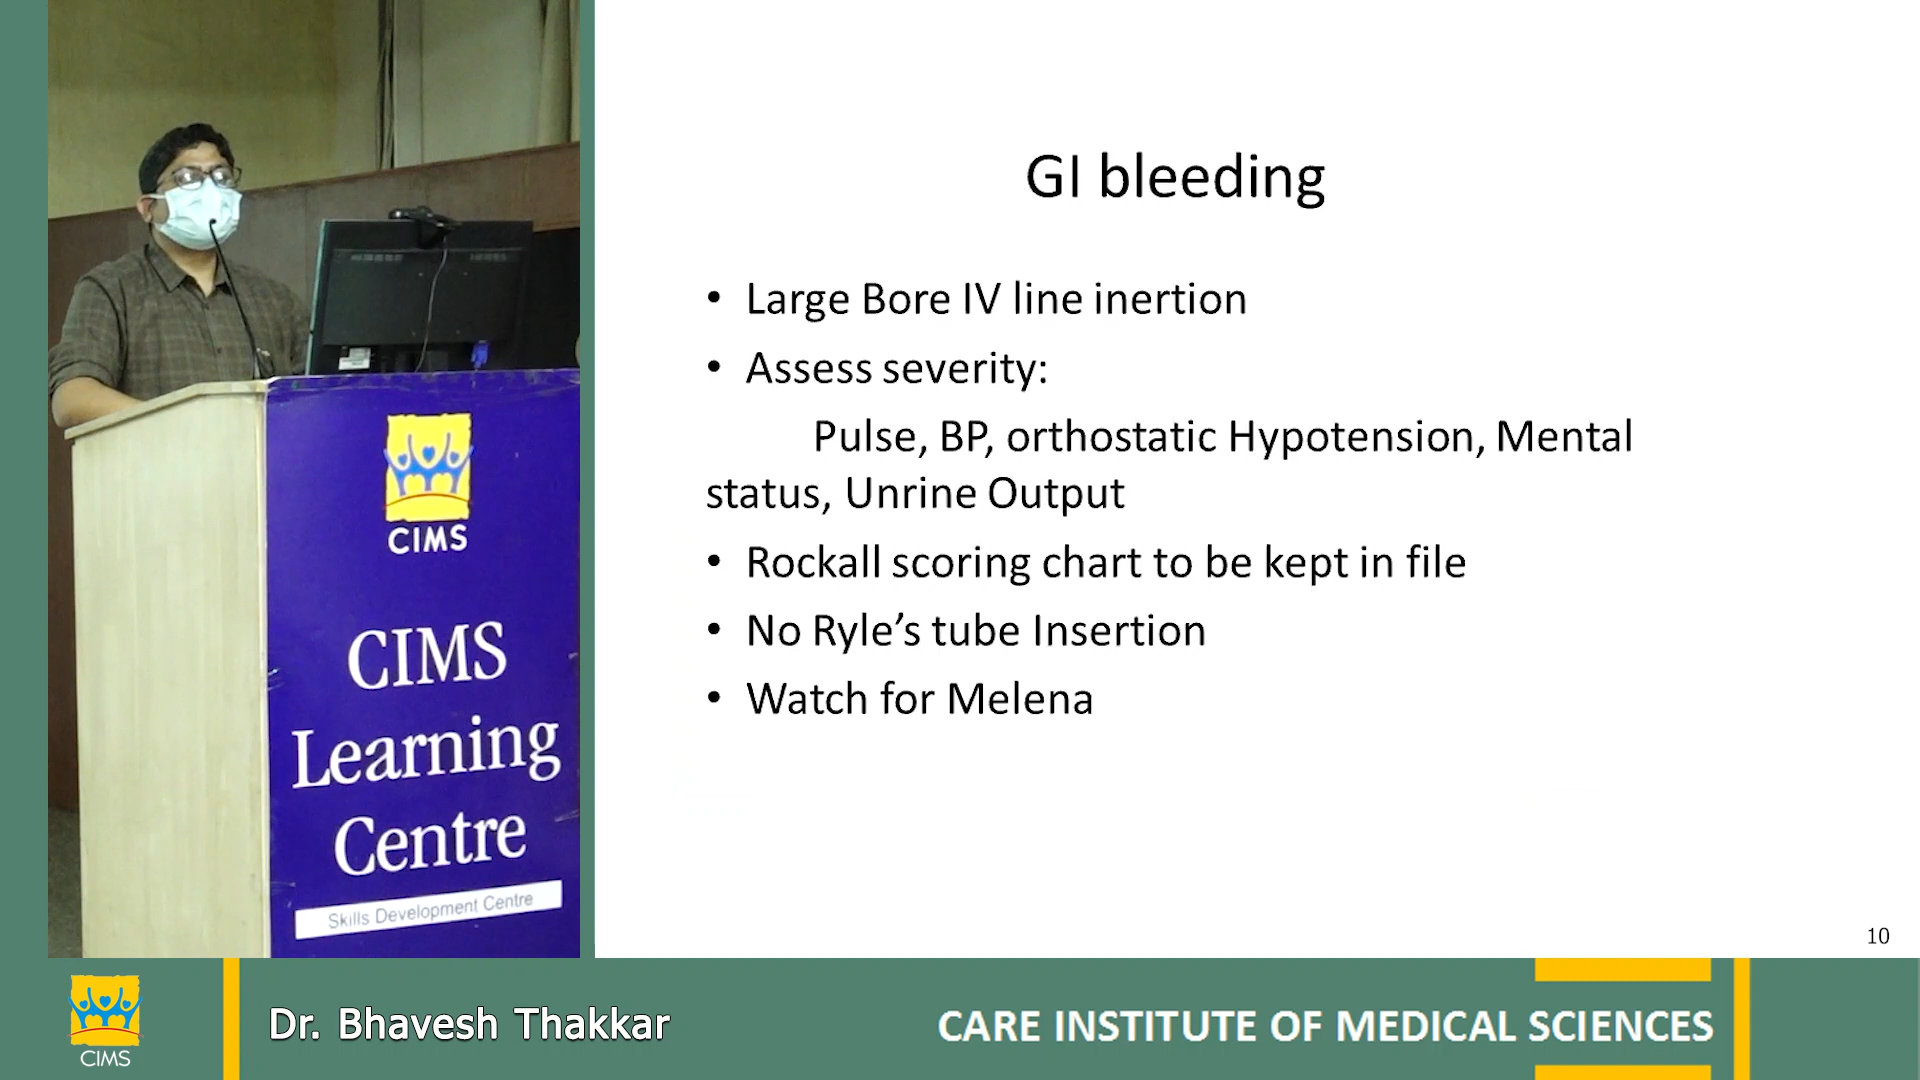 GI bleeding
• Large Bore IV line inertion
• Assess severity:
Pulse, BP, orthostatic Hypotension, Mental
status, Unrine Output
• Rockall scoring chart to be kept in file
• No Ryle's tube Insertion
• Watch for Melena
10
CIMS
CIMS
Learning
Centre
Skills Development Centre
CIMS
Dr. Bhavesh Thakkar
CARE INSTITUTE OF MEDICAL SCIENCES